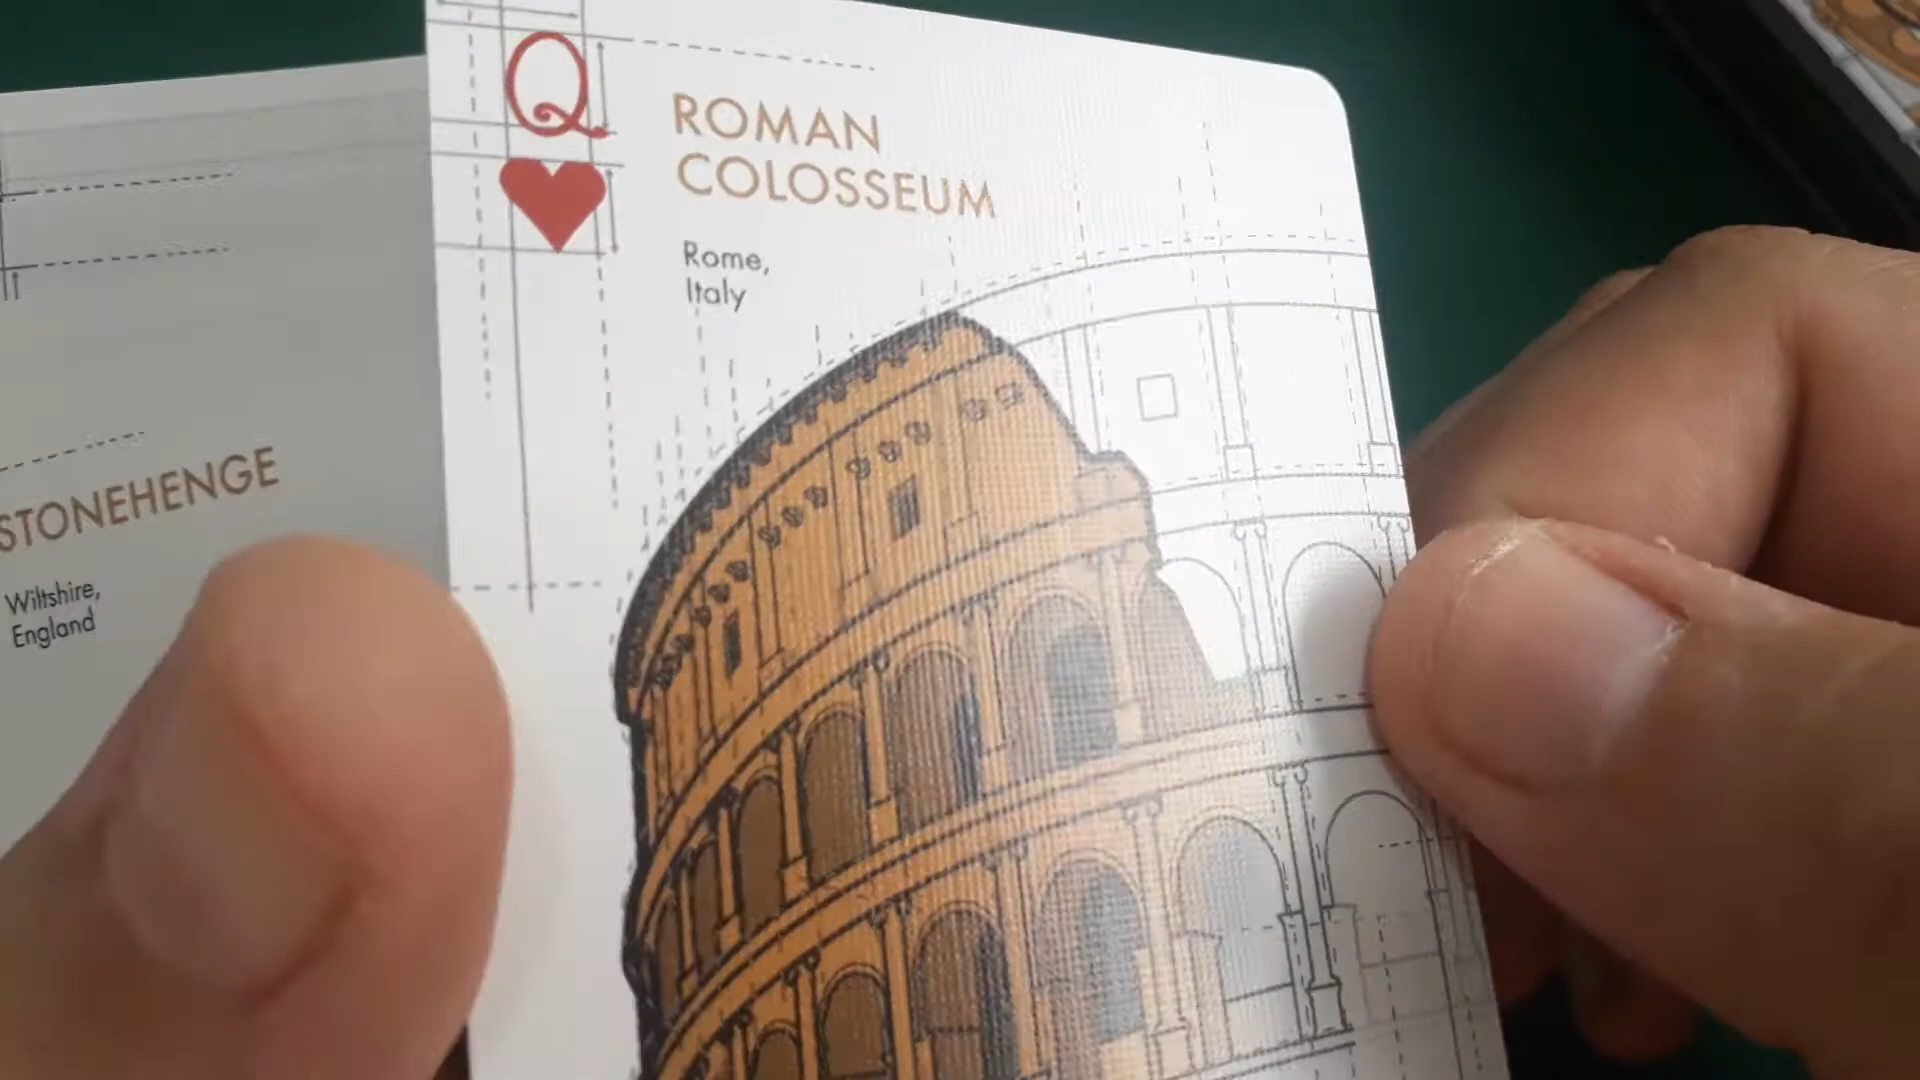 Q
ROMAN
COLOSSEUM
Rome,
Italy
STONEHENGE
Wiltshire,
England